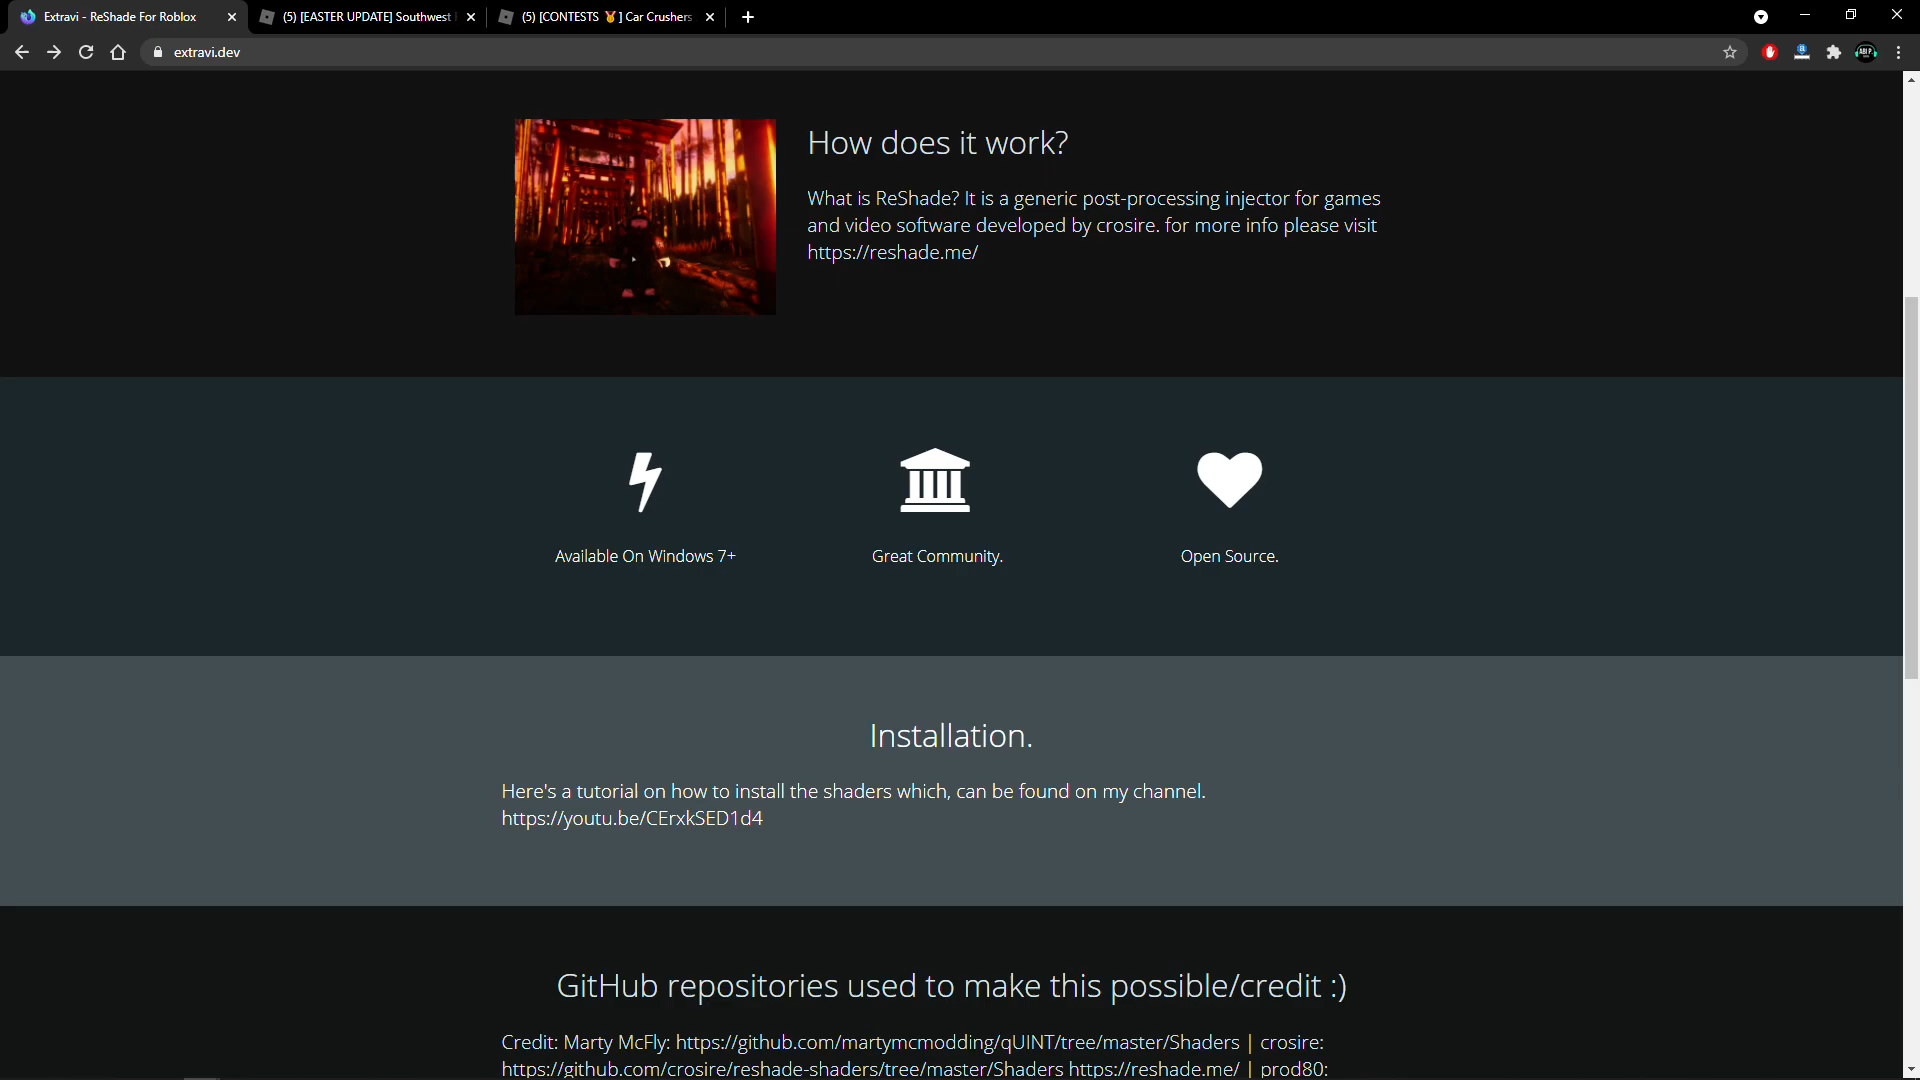 Extravi - ReShade For Roblox
(5) [EASTER UPDATE] Southwest
(5) [CONTESTS 🏅] Car Crushers
extravi.dev
How does it work?
What is ReShade? It is a generic post-processing injector for games
and video software developed by crosire. for more info please visit
https://reshade.me/
Available On Windows 7+
Great Community.
Open Source.
Installation.
Here's a tutorial on how to install the shaders which, can be found on my channel.
https://youtu.be/CErxkSED1d4
GitHub repositories used to make this possible/credit :)
Credit: Marty McFly: https://github.com/martymcmodding/qUINT/tree/master/Shaders | crosire:
https://github.com/crosire/reshade-shaders/tree/master/Shaders https://reshade.me/ | prod80: